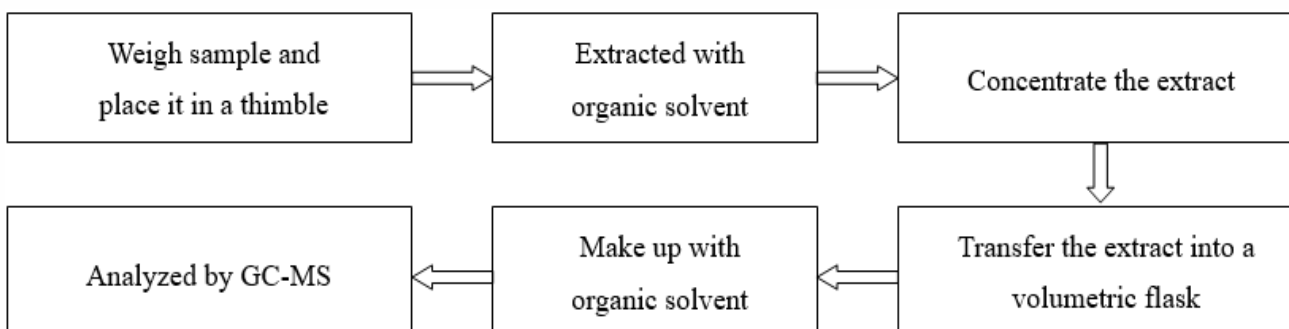 Weigh sample and
place it in a thimble
Extracted with
organic solvent
Concentrate the extract
Transfer the extract into a
volumetric flask
Make up with
organic solvent
Analyzed by GC-MS